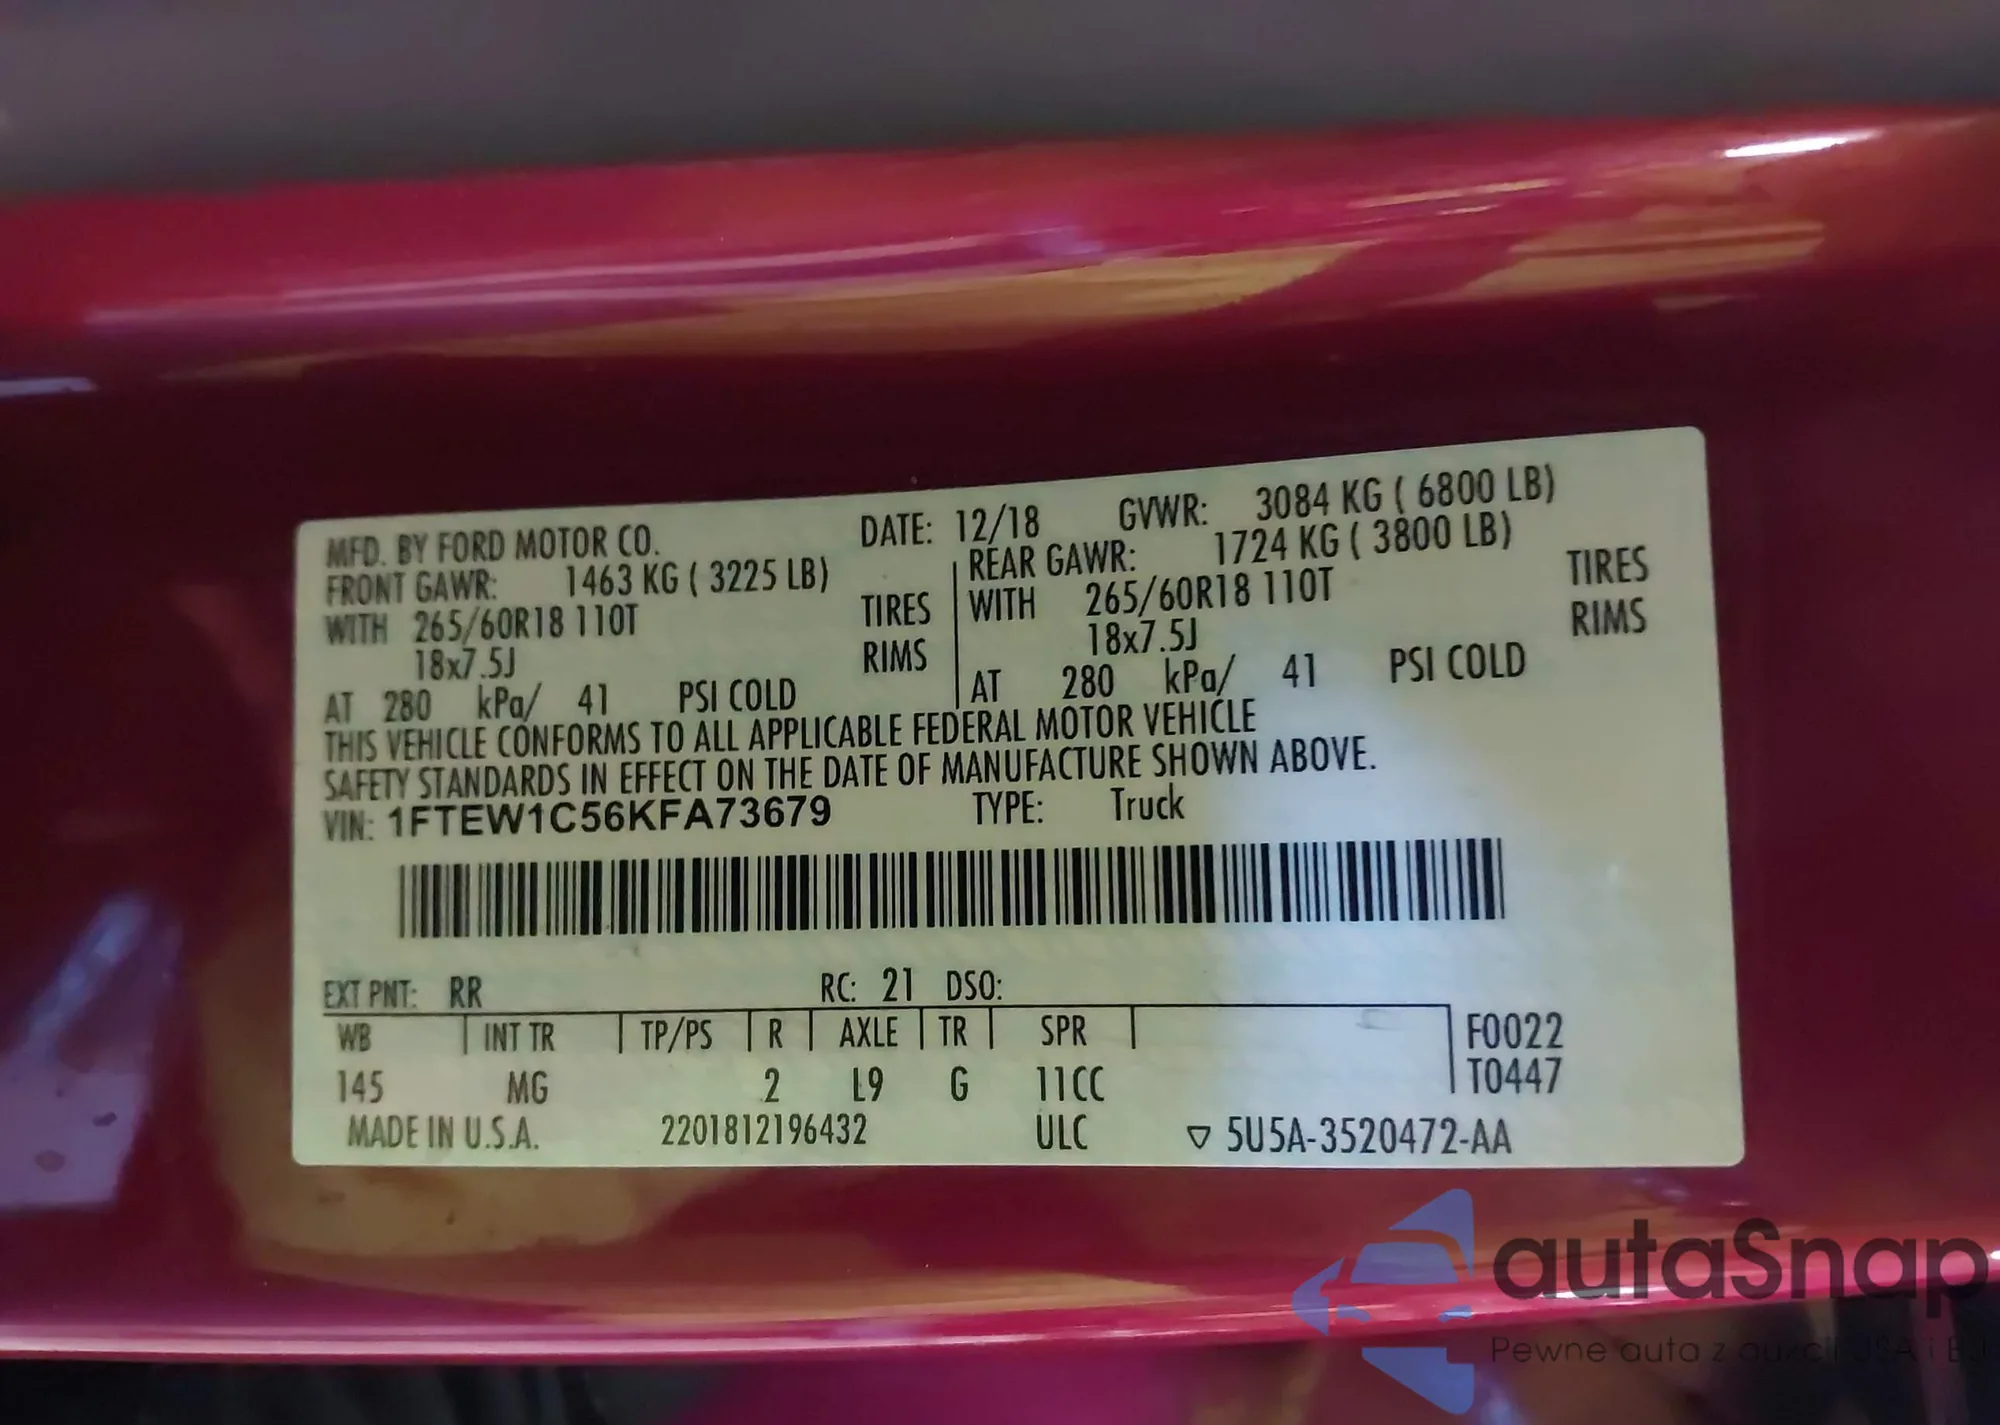 MFD. BY FORD MOTOR CO. DATE: 12/18 GVWR: 3084 KG ( 6800 LB)
FRONT GAWR: 1463 KG ( 3225 LB) REAR GAWR: 1724 KG ( 3800 LB)
WITH 265/60R18 110T TIRES WITH 265/60R18 110T TIRES
18x7.5J RIMS 18x7.5J RIMS
AT 280 kPa/ 41 PSI COLD AT 280 kPa/ 41 PSI COLD
THIS VEHICLE CONFORMS TO ALL APPLICABLE FEDERAL MOTOR VEHICLE
SAFETY STANDARDS IN EFFECT ON THE DATE OF MANUFACTURE SHOWN ABOVE.
VIN: 1FTEW1C56KFA73679 TYPE: Truck
EXT PNT: RR RC: 21 DSO:
WB INT TR TP/PS R AXLE TR SPR F0022
145 MG 2 L9 G 11CC T0447
MADE IN U.S.A. 2201812196432 ULC ▽ 5U5A-3520472-AA
autaSnap
Pewne auta z aukcji USA i